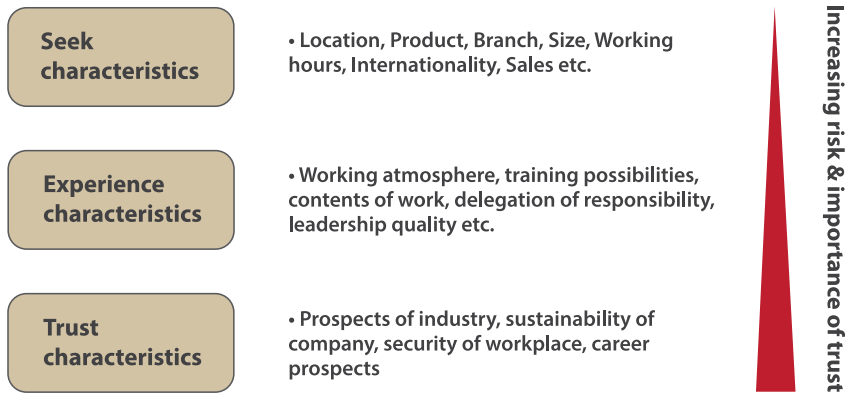 Seek
characteristics
• Location, Product, Branch, Size, Working
hours, Internationality, Sales etc.
Experience
characteristics
• Working atmosphere, training possibilities,
contents of work, delegation of responsibility,
leadership quality etc.
Trust
characteristics
• Prospects of industry, sustainability of
company, security of workplace, career
prospects
Increasing risk & importance of trust